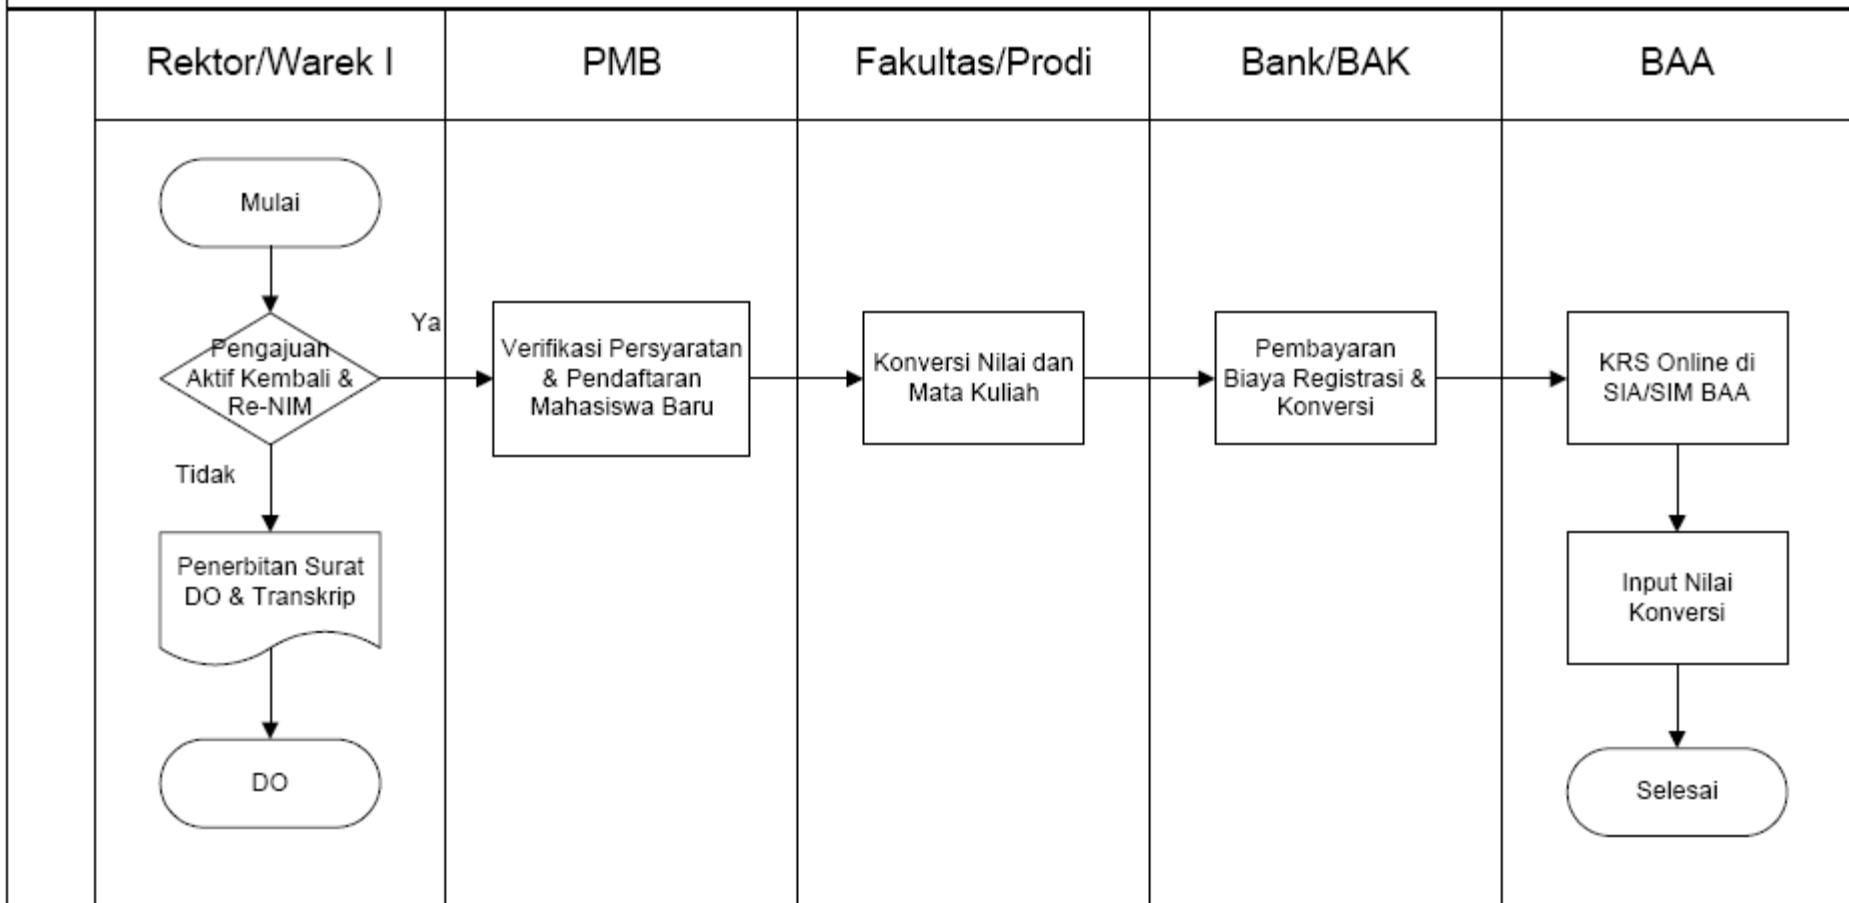 Rektor/Warek I
PMB
Fakultas/Prodi
Bank/BAK
BAA
Mulai
Pengajuan
Aktif Kembali &
Re-NIM
Ya
Tidak
Penerbitan Surat
DO & Transkrip
DO
Verifikasi Persyaratan
& Pendaftaran
Mahasiswa Baru
Konversi Nilai dan
Mata Kuliah
Pembayaran
Biaya Registrasi &
Konversi
KRS Online di
SIA/SIM BAA
Input Nilai
Konversi
Selesai